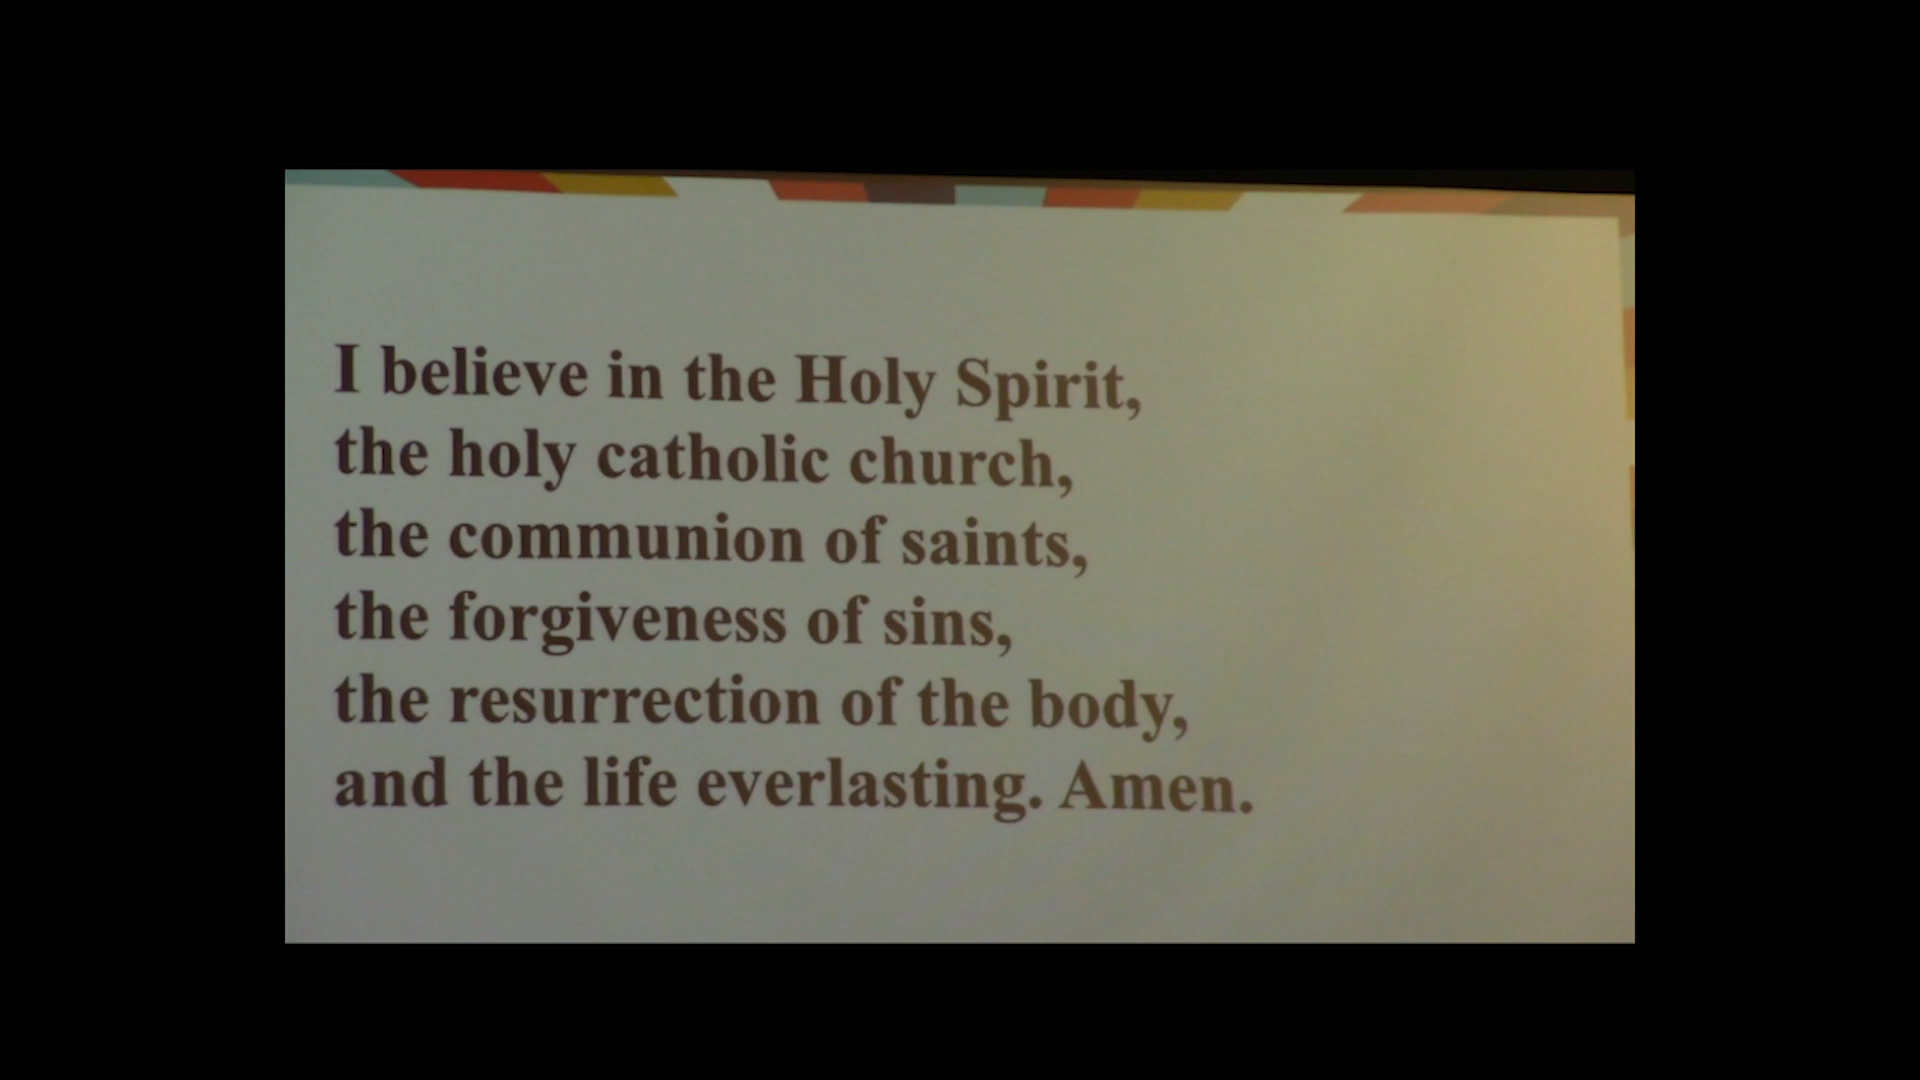 I believe in the Holy Spirit,
the holy catholic church,
the communion of saints,
the forgiveness of sins,
the resurrection of the body,
and the life everlasting. Amen.